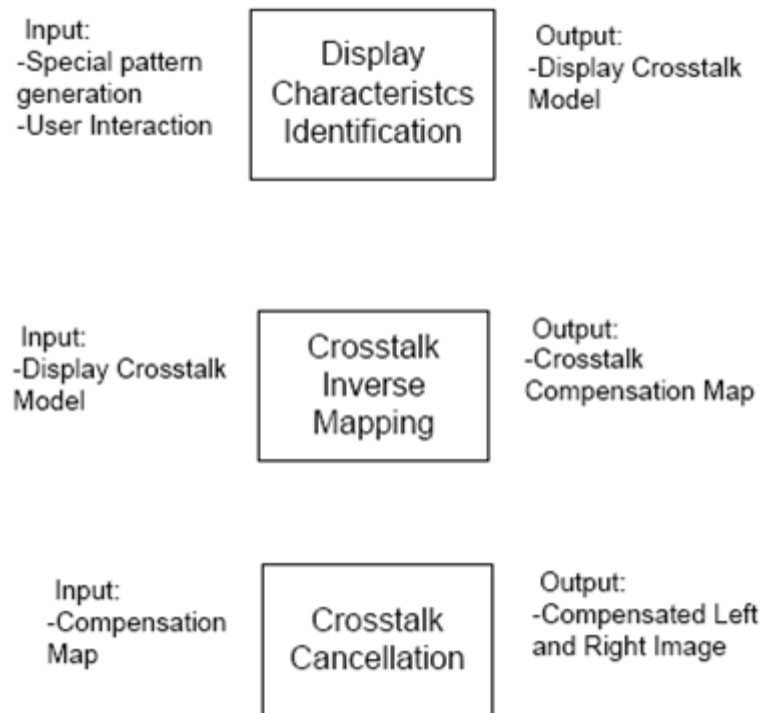 Input:
-Special pattern
generation
-User Interaction
Display
Characteristcs
Identification
Output:
-Display Crosstalk
Model
Input:
-Display Crosstalk
Model
Crosstalk
Inverse
Mapping
Output:
-Crosstalk
Compensation Map
Input:
-Compensation
Map
Crosstalk
Cancellation
Output:
-Compensated Left
and Right Image